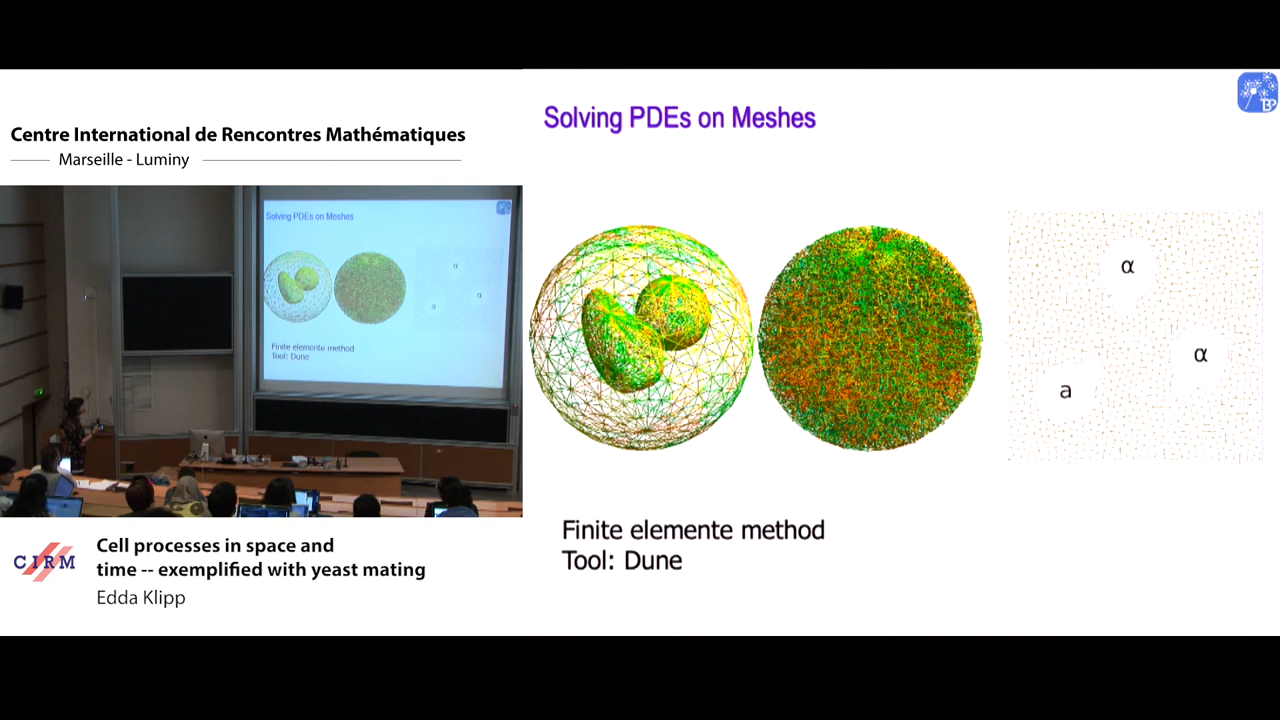 Centre International de Rencontres Mathématiques
Marseille - Luminy
Solving PDEs on Meshes
α
α
a
Finite elemente method
Tool: Dune
Solving PDEs on Meshes
α
α
a
Finite elemente method
Tool: Dune
CIRM
Cell processes in space and
time -- exemplified with yeast mating
Edda Klipp